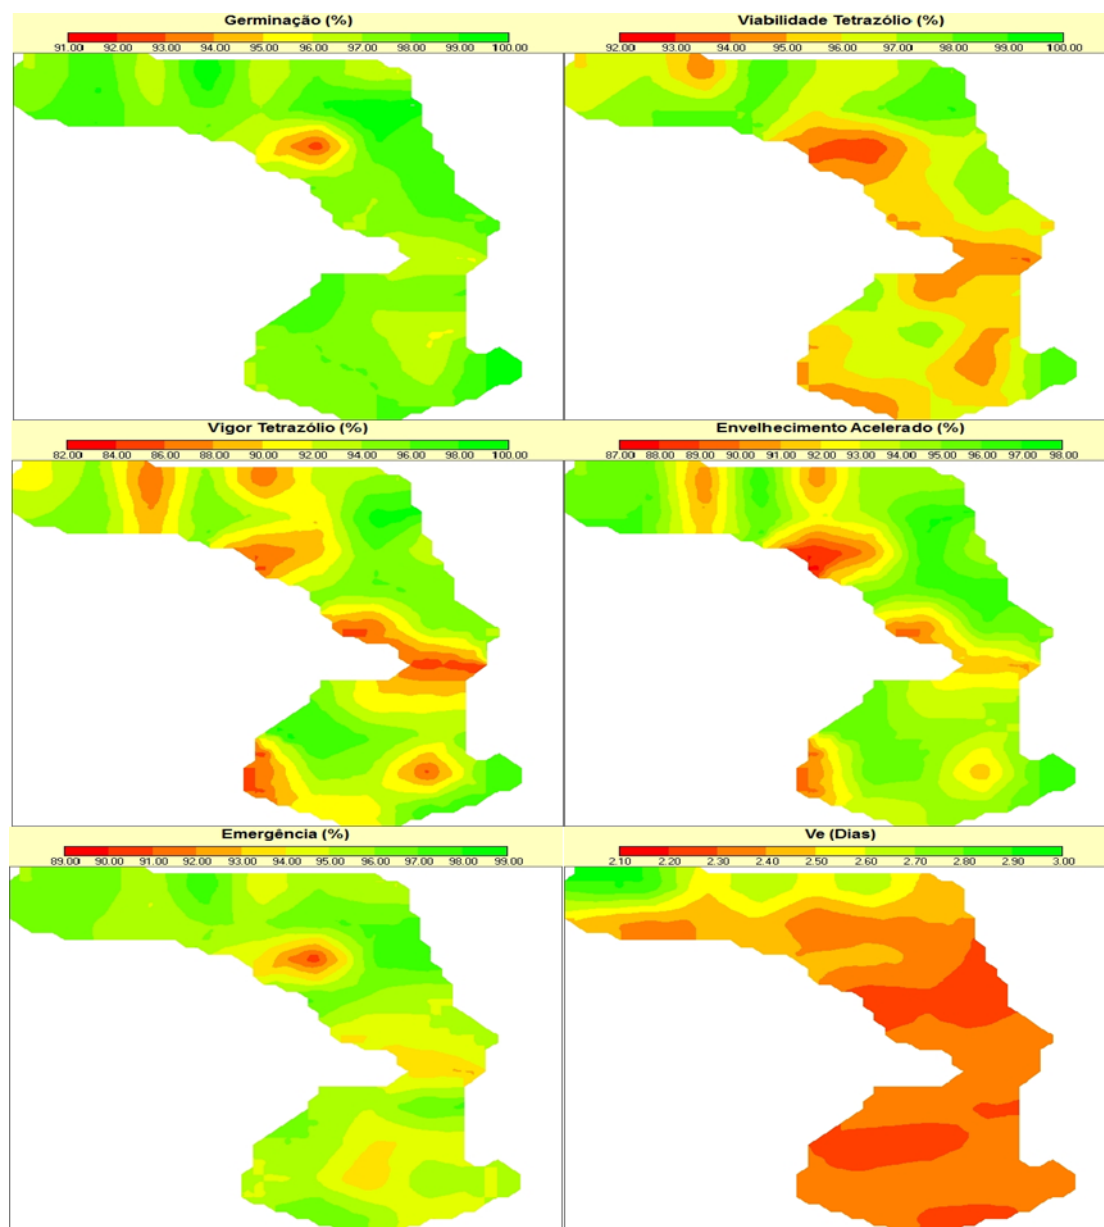 Germinação (%)
91.00 92.00 93.00 94.00 95.00 96.00 98.00 99.00 100.00
Viabilidade Tetrazólio (%)
92.00 93.00 94.00 95.00 96.00 97.00 98.00 99.00 100.00
Vigor Tetrazólio (%)
82.00 84.00 86.00 88.00 90.00 92.00 94.00 96.00 98.00 100.00
Envelhecimento Acelerado (%)
87.00 88.00 89.00 90.00 91.00 92.00 93.00 94.00 95.00 96.00 97.00 98.00
Emergência (%)
89.00 90.00 91.00 92.00 93.00 94.00 95.00 96.00 97.00 98.00 99.00
Ve (Dias)
2.10 2.20 2.30 2.40 2.50 2.60 2.70 2.80 2.90 3.00